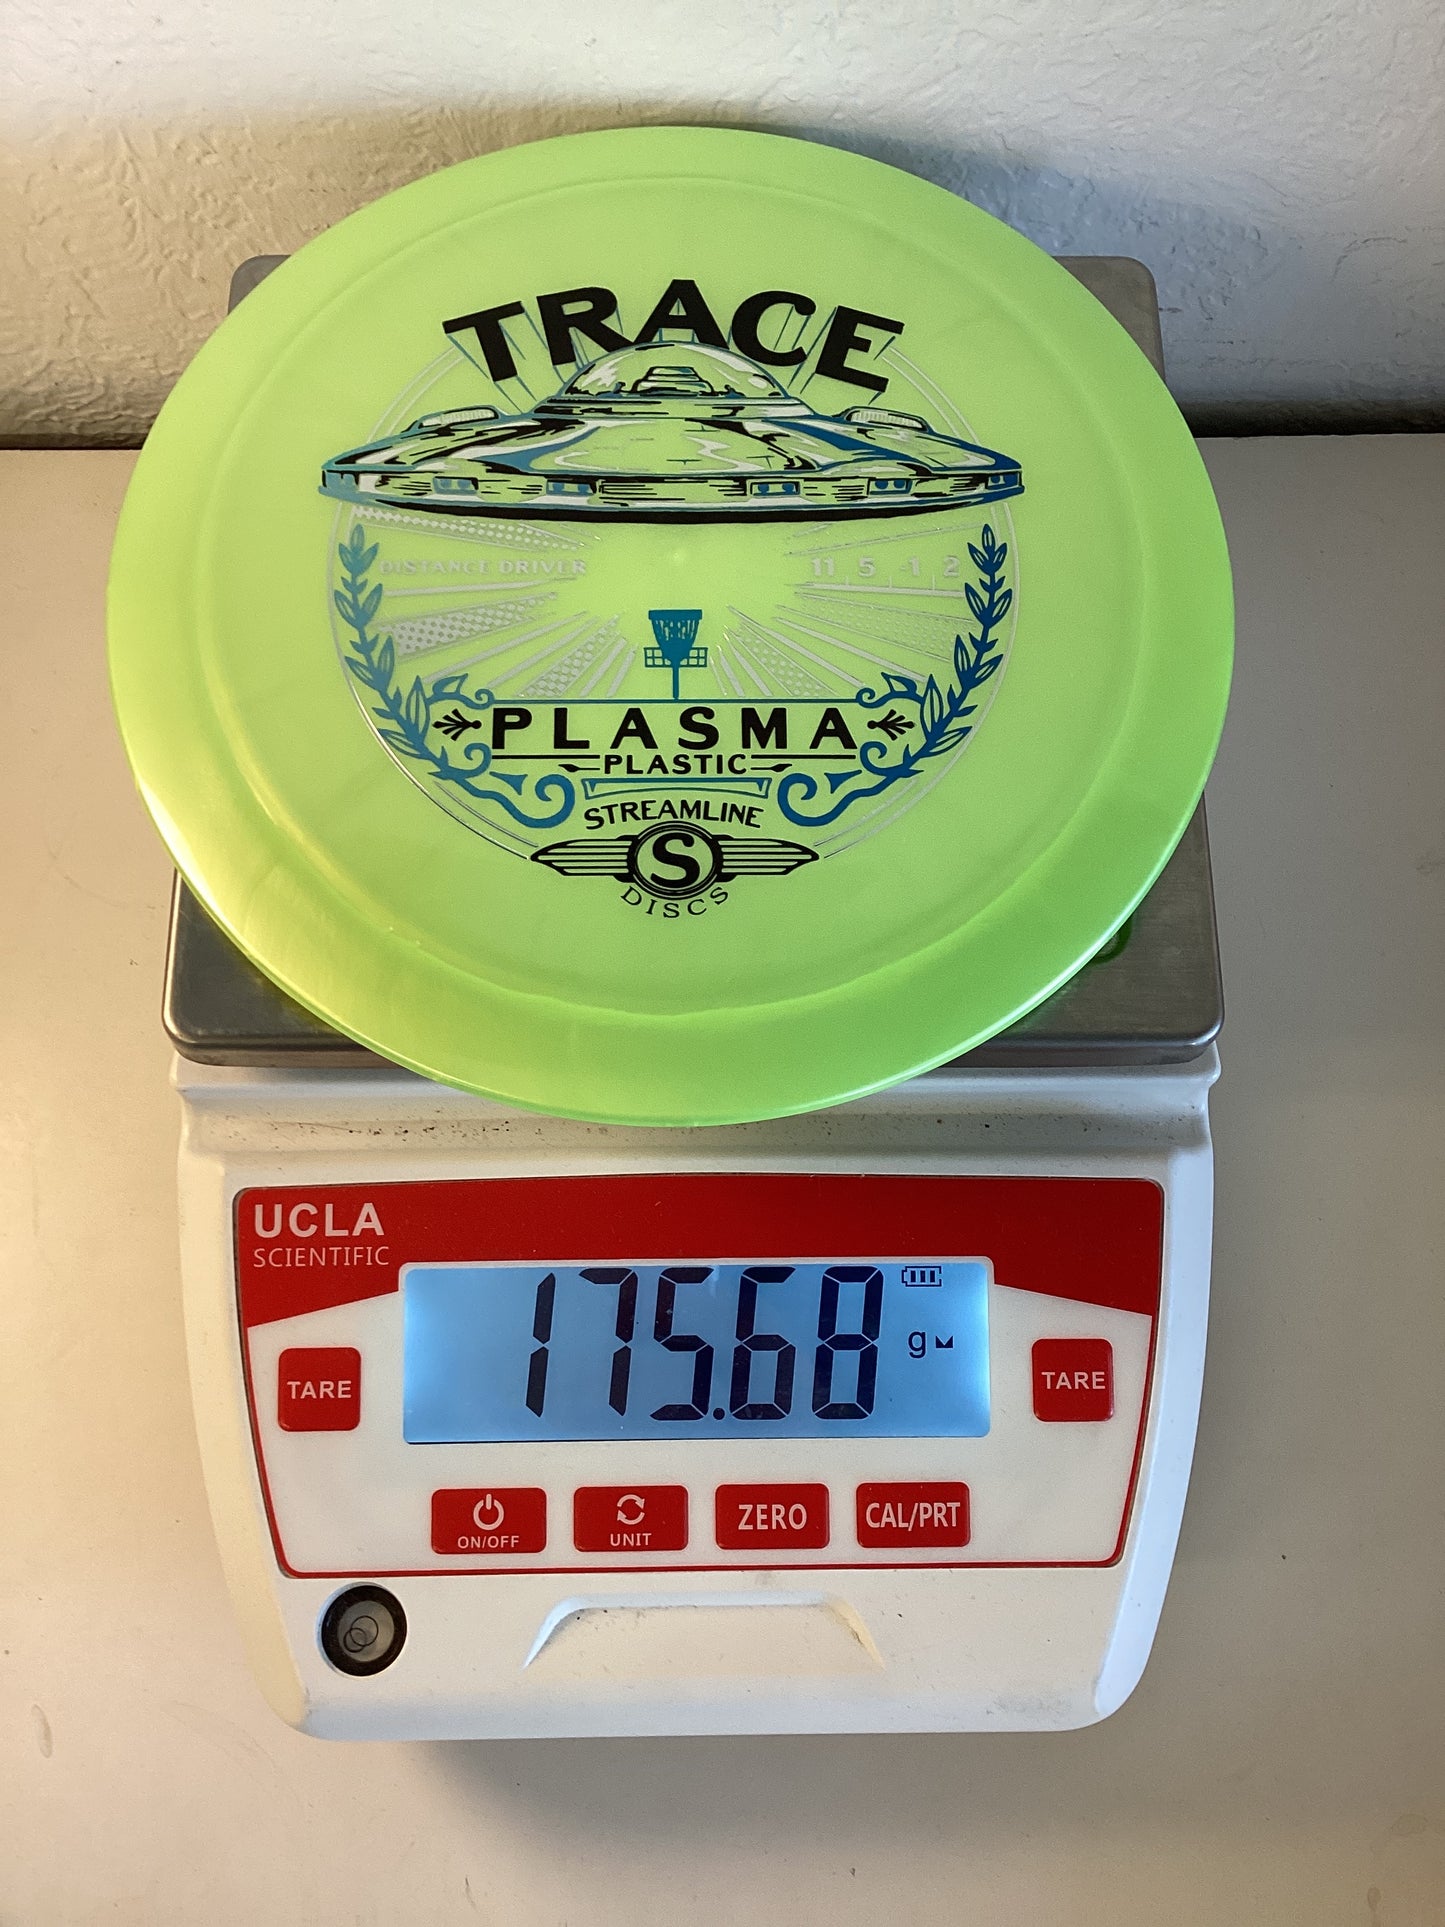 TRACE
DISTANCE DRIVER 11 5 -1 2
PLASMA
PLASTIC
STREAMLINE
S
DISCS
UCLA
SCIENTIFIC
175.68 g
TARE
TARE
ON/OFF
UNIT
ZERO
CAL/PRT